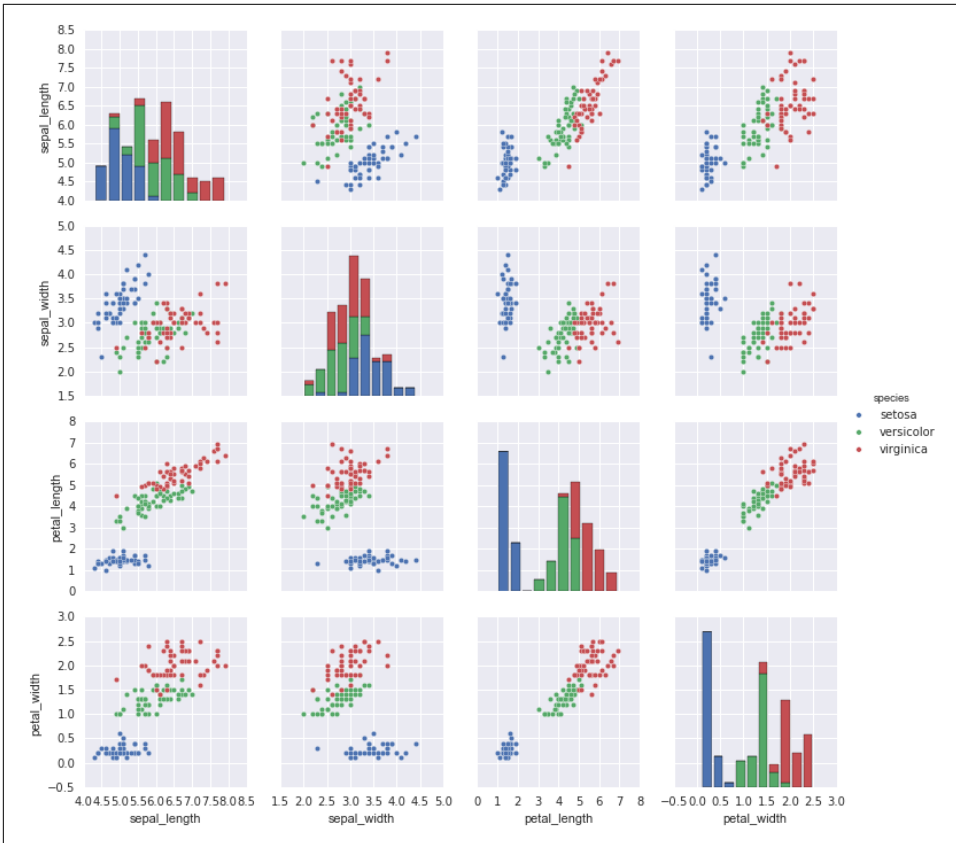 8.5
8.0
7.5
7.0
6.5
6.0
5.5
5.0
4.5
4.0
sepal_length
5.0
4.5
4.0
3.5
3.0
2.5
2.0
1.5
sepal_width
species
setosa
versicolor
virginica
8
7
6
5
4
3
2
1
0
petal_length
3.0
2.5
2.0
1.5
1.0
0.5
0.0
−0.5
petal_width
4.0 4.5 5.0 5.5 6.0 6.5 7.0 7.5 8.0 8.5
sepal_length
1.5 2.0 2.5 3.0 3.5 4.0 4.5 5.0
sepal_width
0 1 2 3 4 5 6 7 8
petal_length
−0.5 0.0 0.5 1.0 1.5 2.0 2.5 3.0
petal_width